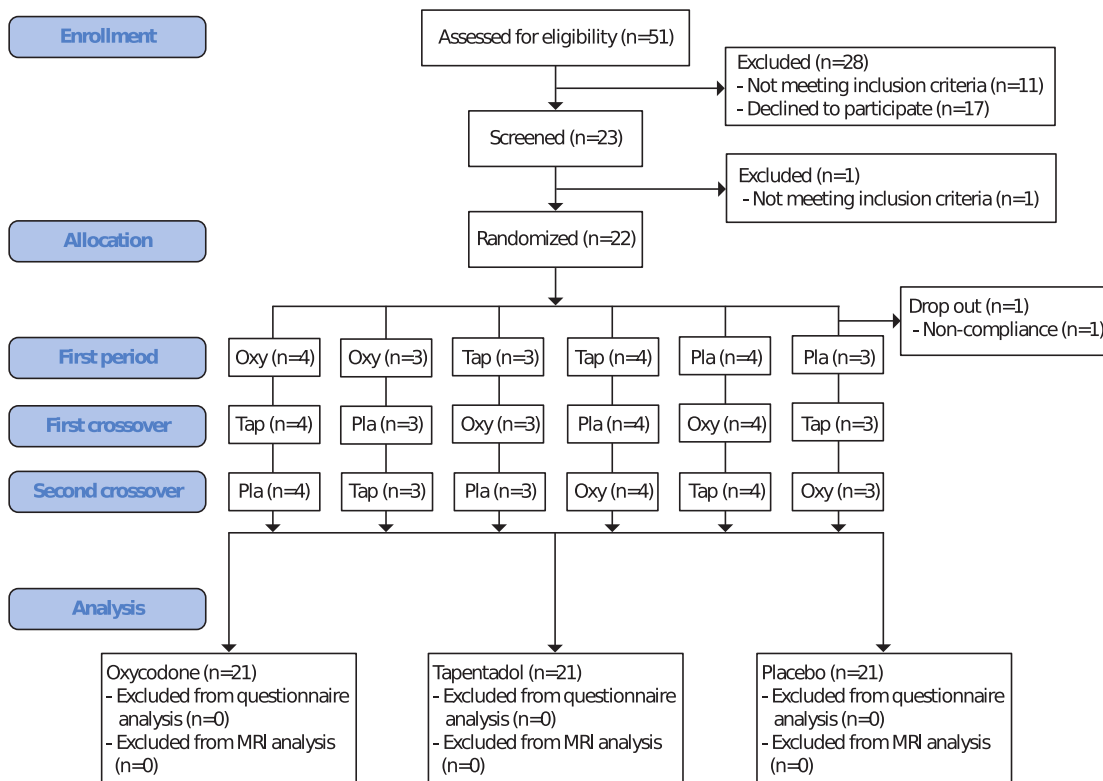 Enrollment
Assessed for eligibility (n=51)
Excluded (n=28)
- Not meeting inclusion criteria (n=11)
- Declined to participate (n=17)
Screened (n=23)
Excluded (n=1)
- Not meeting inclusion criteria (n=1)
Allocation
Randomized (n=22)
Drop out (n=1)
- Non-compliance (n=1)
First period
Oxy (n=4)
Oxy (n=3)
Tap (n=3)
Tap (n=4)
Pla (n=4)
Pla (n=3)
First crossover
Tap (n=4)
Pla (n=3)
Oxy (n=3)
Pla (n=4)
Oxy (n=4)
Tap (n=3)
Second crossover
Pla (n=4)
Tap (n=3)
Pla (n=3)
Oxy (n=4)
Tap (n=4)
Oxy (n=3)
Analysis
Oxycodone (n=21)
- Excluded from questionnaire
analysis (n=0)
- Excluded from MRI analysis
(n=0)
Tapentadol (n=21)
- Excluded from questionnaire
analysis (n=0)
- Excluded from MRI analysis
(n=0)
Placebo (n=21)
- Excluded from questionnaire
analysis (n=0)
- Excluded from MRI analysis
(n=0)